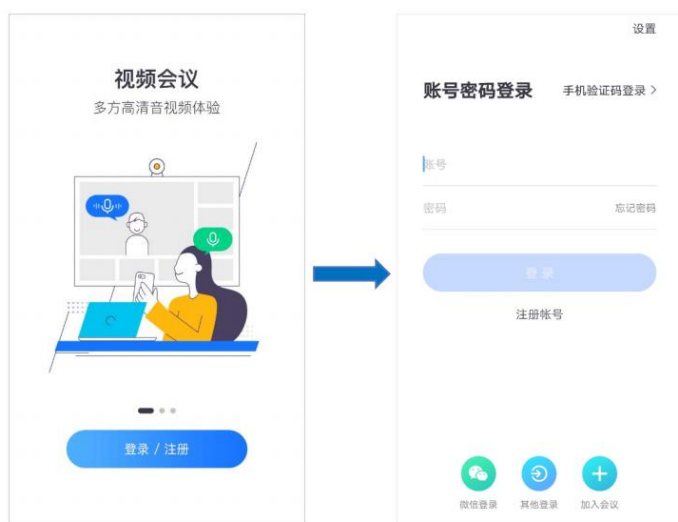 视频会议
多方高清音视频体验
登录 / 注册
设置
账号密码登录 手机验证码登录 >
账号
密码 忘记密码
登 录
注册帐号
微信登录 其他登录 加入会议